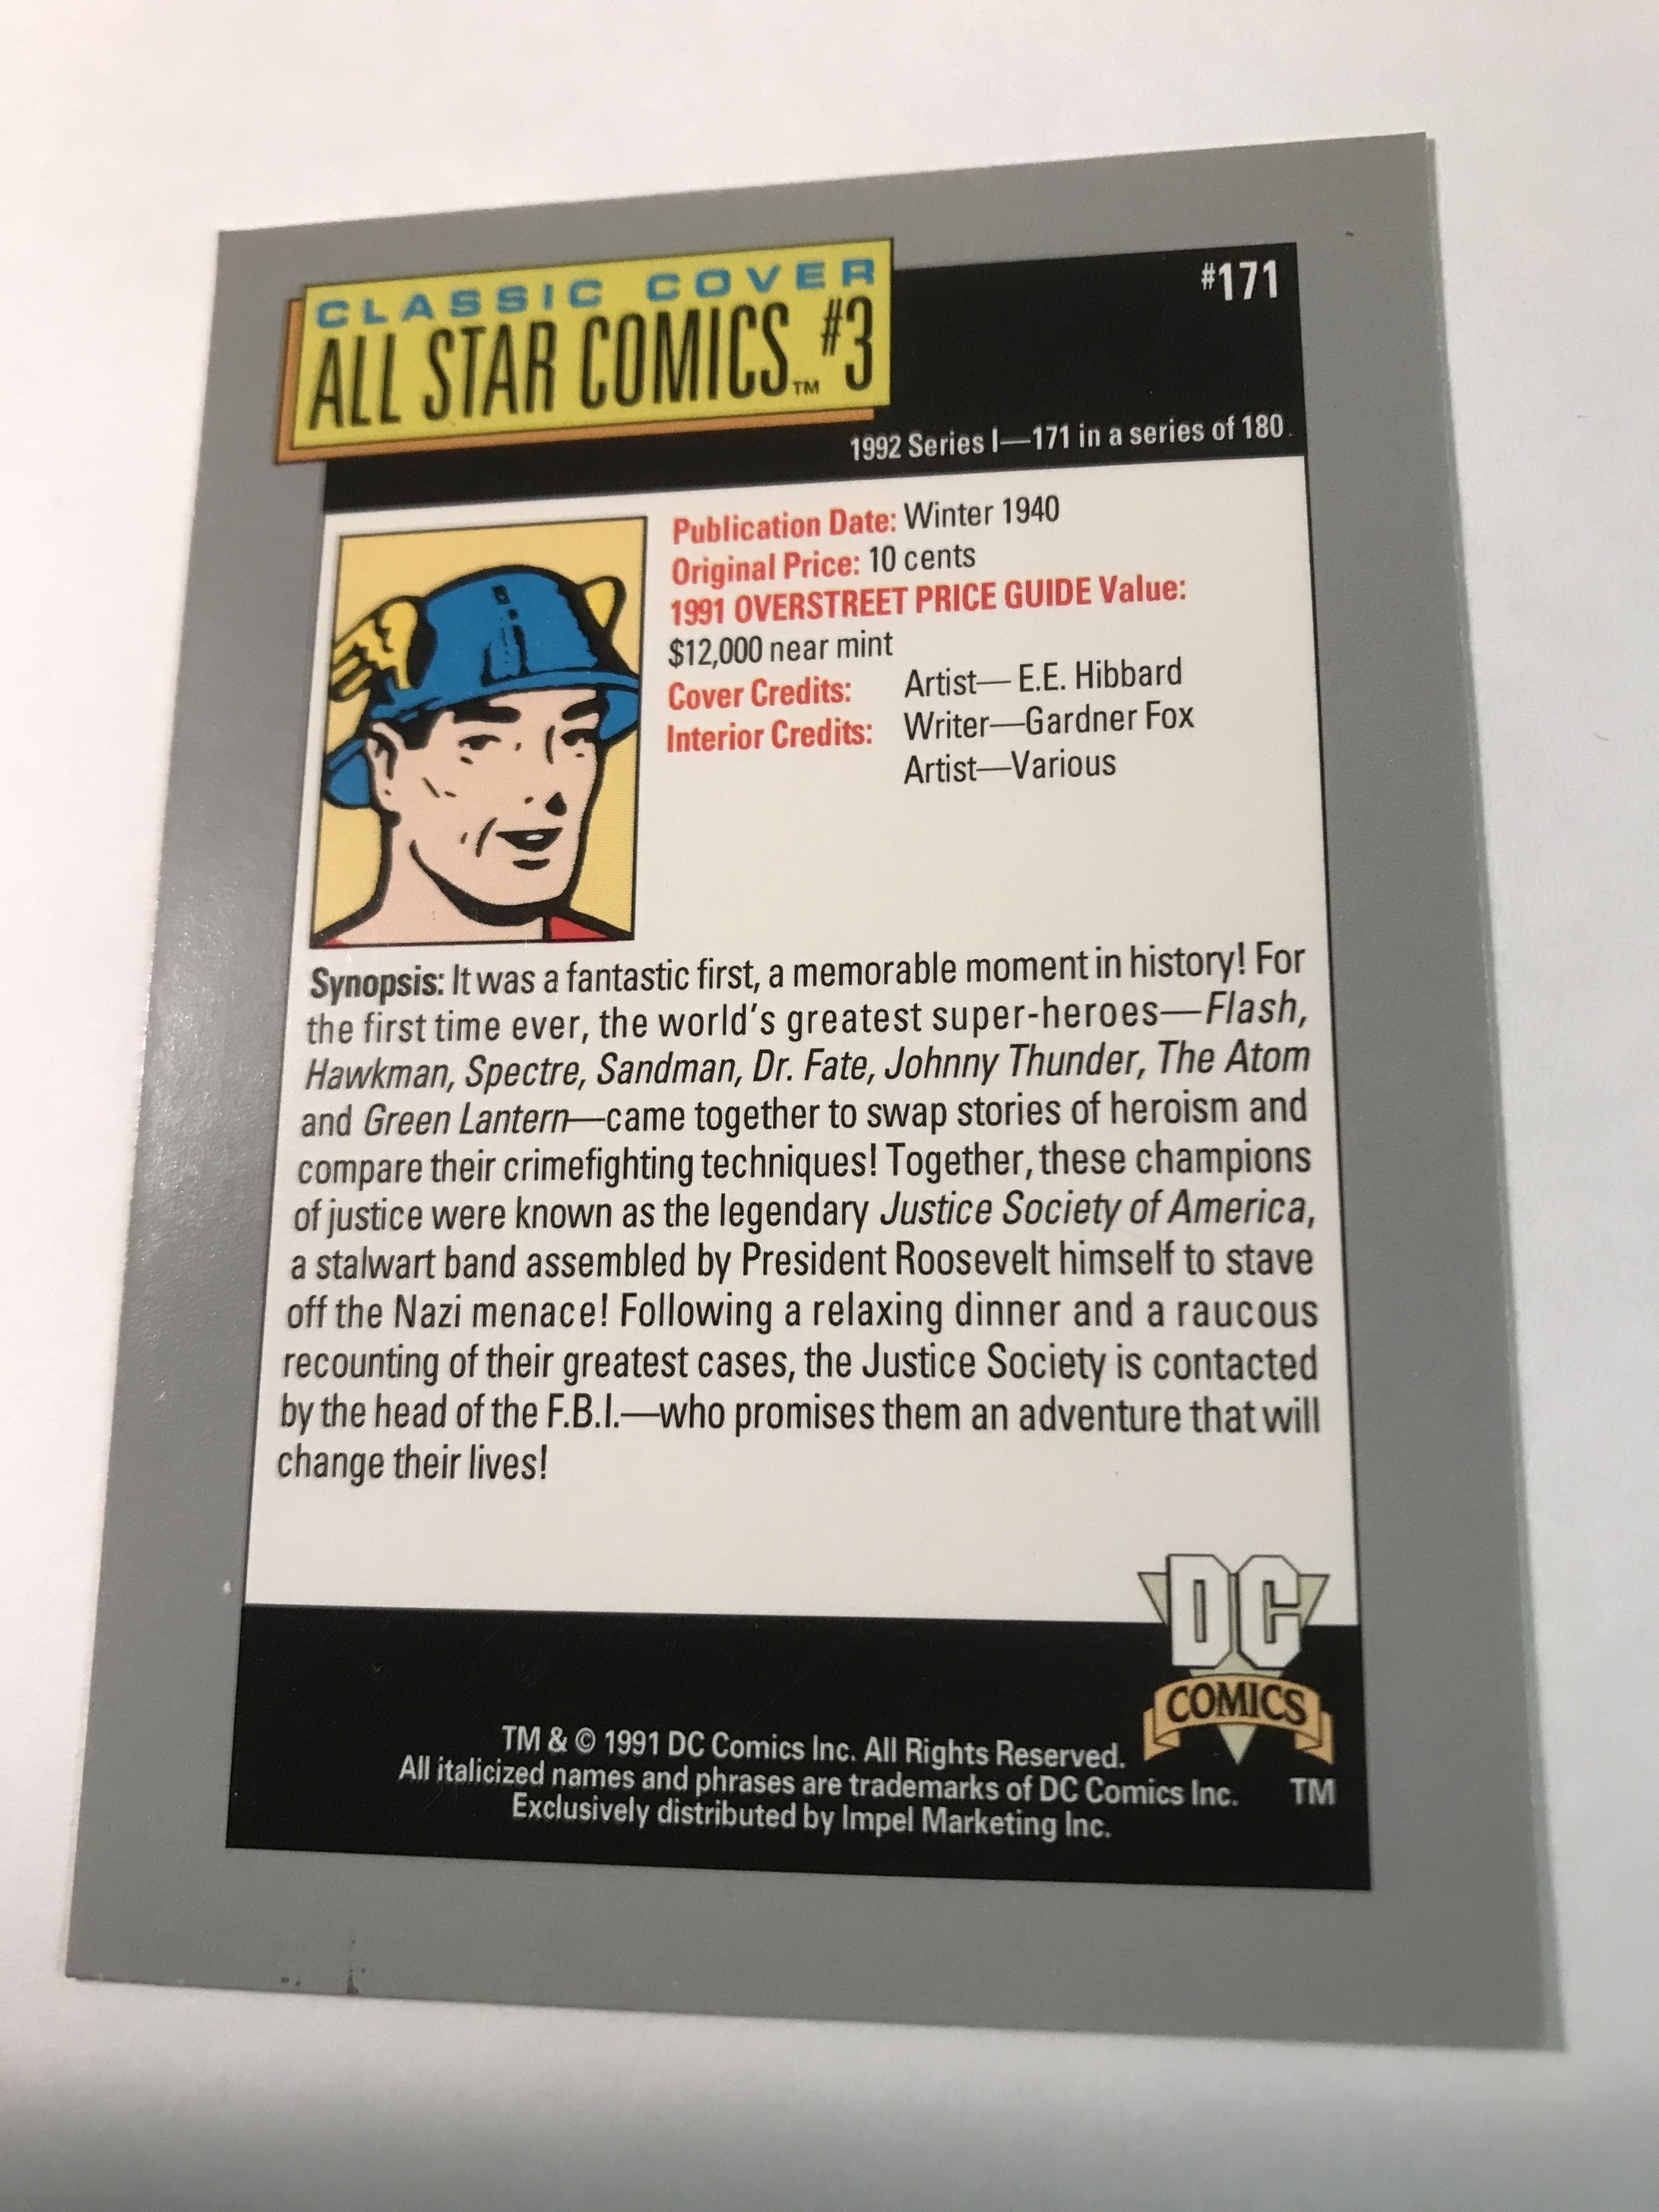 CLASSIC COVER
ALL STAR COMICS™ #3
#171
1992 Series I—171 in a series of 180
Publication Date: Winter 1940
Original Price: 10 cents
1991 OVERSTREET PRICE GUIDE Value:
$12,000 near mint
Cover Credits: Artist—E.E. Hibbard
Interior Credits: Writer—Gardner Fox
Artist—Various
Synopsis: It was a fantastic first, a memorable moment in history! For
the first time ever, the world's greatest super-heroes—Flash,
Hawkman, Spectre, Sandman, Dr. Fate, Johnny Thunder, The Atom
and Green Lantern—came together to swap stories of heroism and
compare their crimefighting techniques! Together, these champions
of justice were known as the legendary Justice Society of America,
a stalwart band assembled by President Roosevelt himself to stave
off the Nazi menace! Following a relaxing dinner and a raucous
recounting of their greatest cases, the Justice Society is contacted
by the head of the F.B.I.—who promises them an adventure that will
change their lives!
DC
COMICS
TM & © 1991 DC Comics Inc. All Rights Reserved.
All italicized names and phrases are trademarks of DC Comics Inc. TM
Exclusively distributed by Impel Marketing Inc.